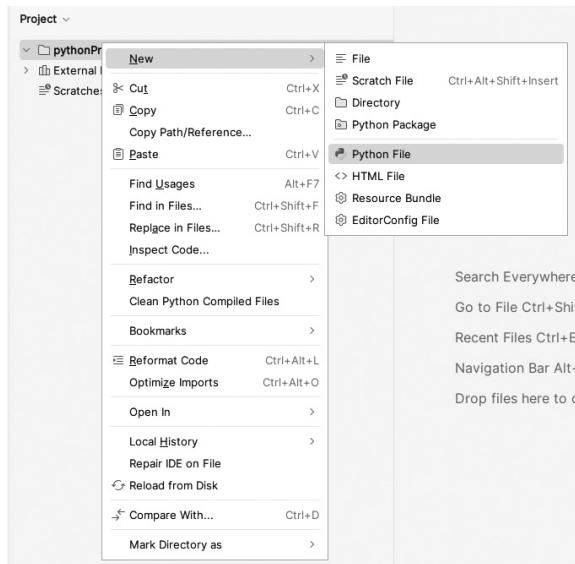 Project
pythonPr
External
Scratches
New
Cut Ctrl+X
Copy Ctrl+C
Copy Path/Reference...
Paste Ctrl+V
Find Usages Alt+F7
Find in Files... Ctrl+Shift+F
Replace in Files... Ctrl+Shift+R
Inspect Code...
Refactor
Clean Python Compiled Files
Bookmarks
Reformat Code Ctrl+Alt+L
Optimize Imports Ctrl+Alt+O
Open In
Local History
Repair IDE on File
Reload from Disk
Compare With... Ctrl+D
Mark Directory as
File
Scratch File Ctrl+Alt+Shift+Insert
Directory
Python Package
Python File
HTML File
Resource Bundle
EditorConfig File
Search Everywhere
Go to File Ctrl+Shi
Recent Files Ctrl+E
Navigation Bar Alt+
Drop files here to